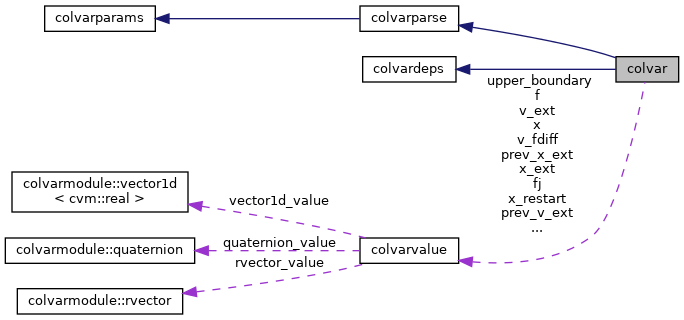 colvarparams
colvarparse
colvardeps
colvar
upper_boundary
f
v_ext
x
v_fdiff
prev_x_ext
x_ext
fj
x_restart
prev_v_ext
...
colvarmodule::vector1d
< cvm::real >
vector1d_value
colvarmodule::quaternion
quaternion_value
colvarvalue
rvector_value
colvarmodule::rvector